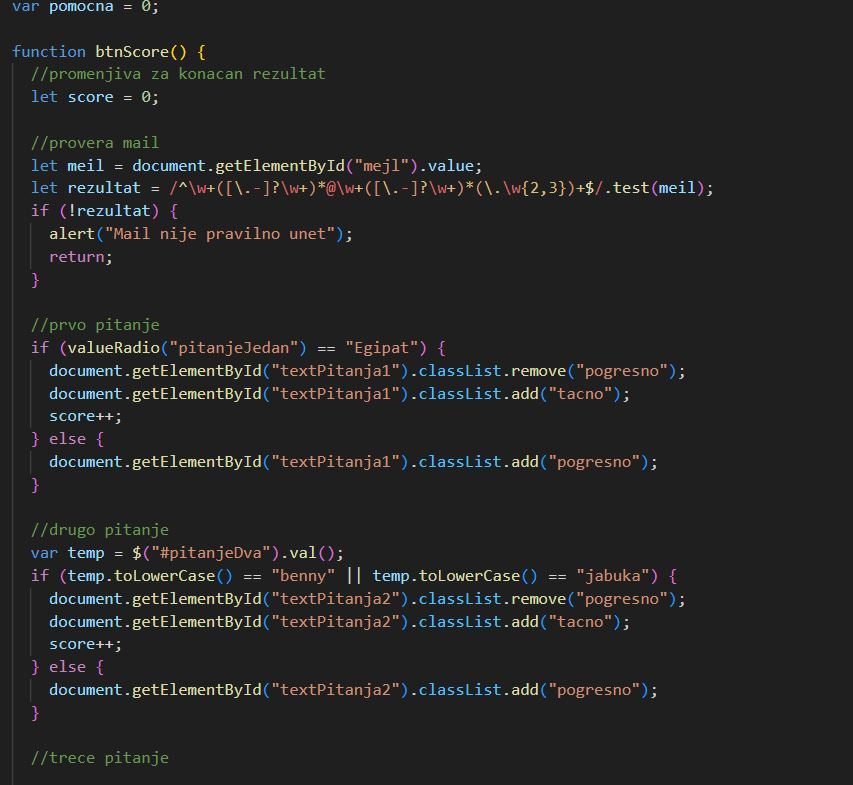 var pomocna = 0;
function btnScore() {
//promenjiva za konacan rezultat
let score = 0;
//provera mail
let meil = document.getElementById("mejl").value;
let rezultat = /^\w+([\.-]?\w+)*@\w+([\.-]?\w+)*(\.\w{2,3})+$/.test(meil);
if (!rezultat) {
alert("Mail nije pravilno unet");
return;
}
//prvo pitanje
if (valueRadio("pitanjeJedan") == "Egipat") {
document.getElementById("textPitanja1").classList.remove("pogresno");
document.getElementById("textPitanja1").classList.add("tacno");
score++;
} else {
document.getElementById("textPitanja1").classList.add("pogresno");
}
//drugo pitanje
var temp = $("#pitanjeDva").val();
if (temp.toLowerCase() == "benny" || temp.toLowerCase() == "jabuka") {
document.getElementById("textPitanja2").classList.remove("pogresno");
document.getElementById("textPitanja2").classList.add("tacno");
score++;
} else {
document.getElementById("textPitanja2").classList.add("pogresno");
}
//trece pitanje